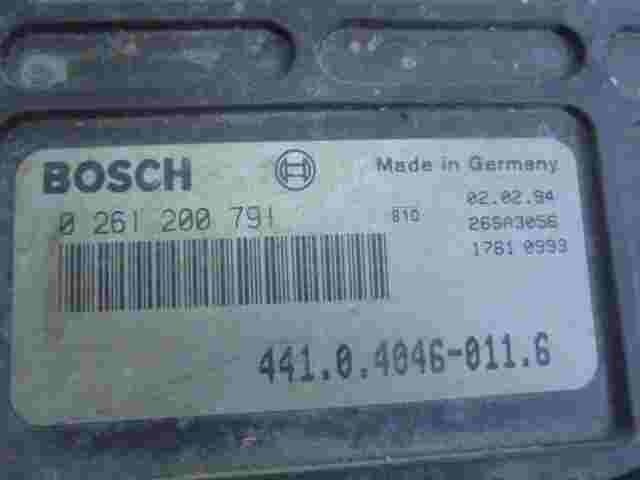 BOSCH Made in Germany
0 261 200 791 810 02.02.94
26SA3056
1781 0993
441.0.4046-011.6